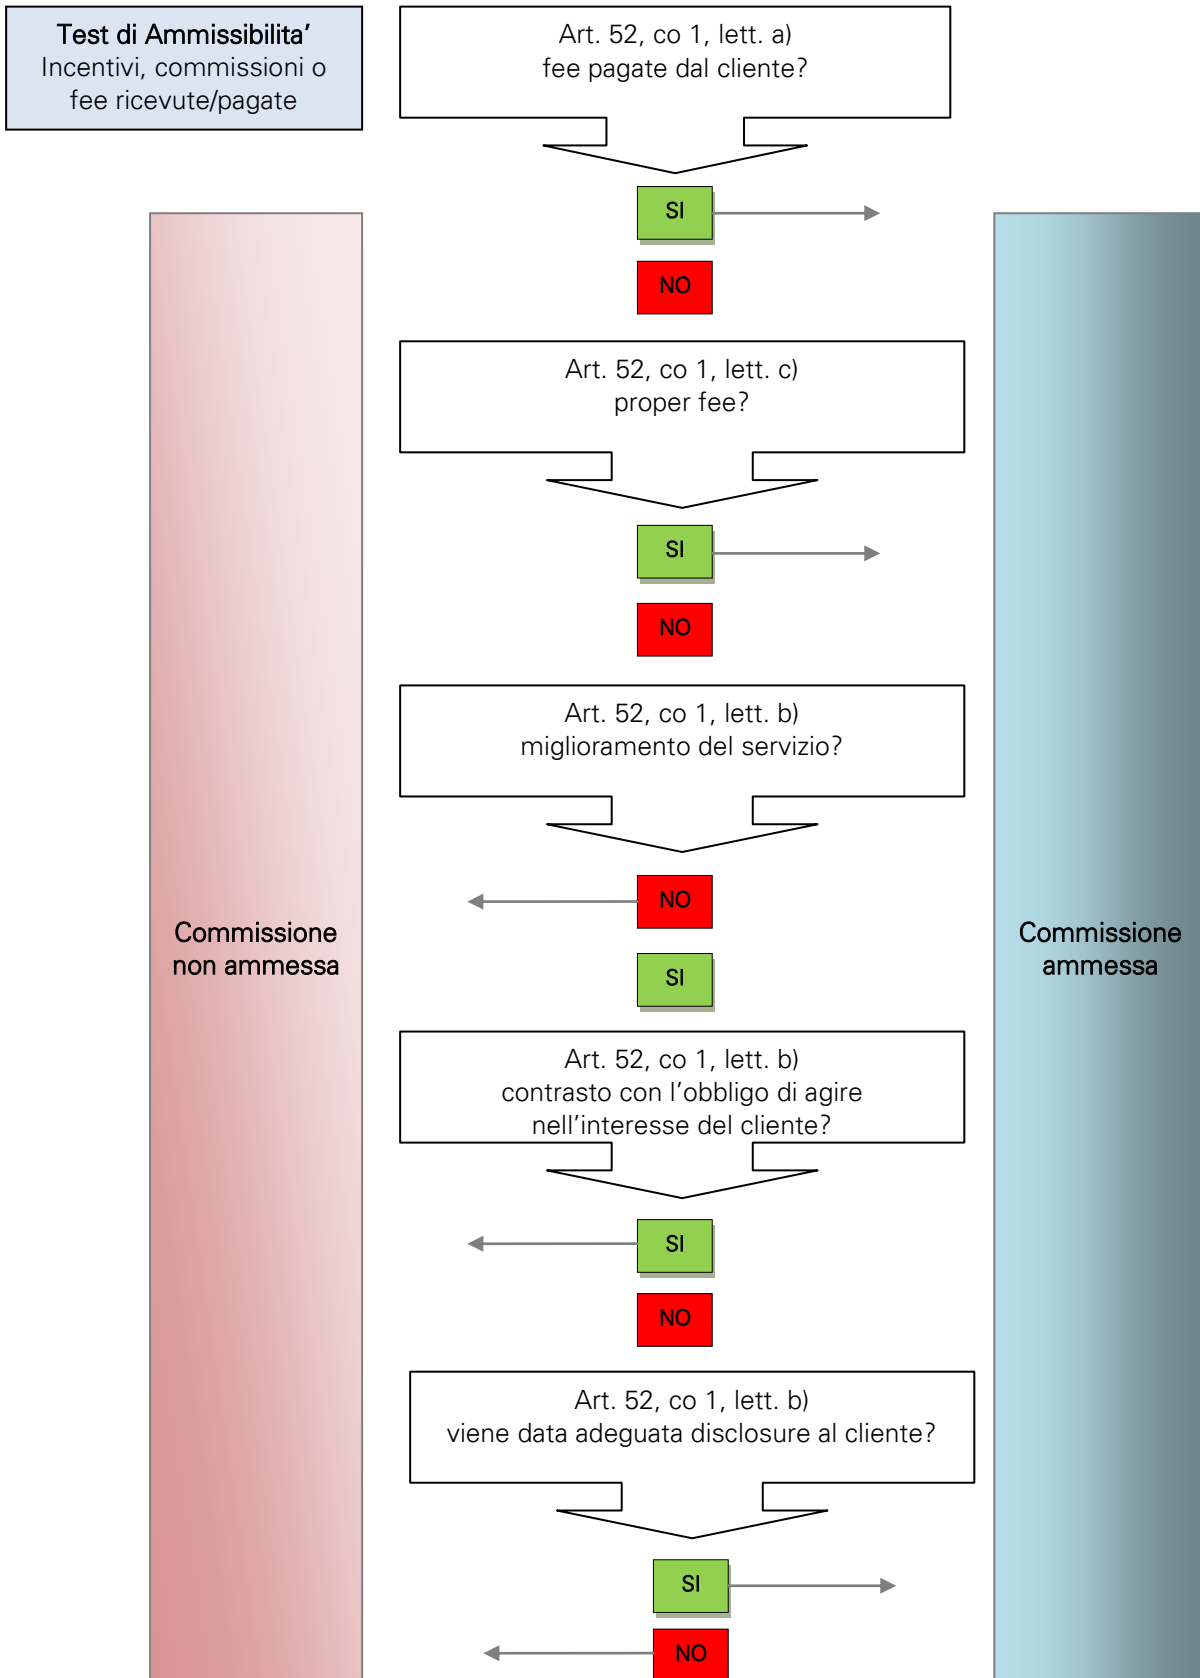 Test di Ammissibilita'
Incentivi, commissioni o
fee ricevute/pagate
Art. 52, co 1, lett. a)
fee pagate dal cliente?
SI
NO
Art. 52, co 1, lett. c)
proper fee?
SI
NO
Art. 52, co 1, lett. b)
miglioramento del servizio?
NO
Commissione
non ammessa
Commissione
ammessa
SI
Art. 52, co 1, lett. b)
contrasto con l'obbligo di agire
nell'interesse del cliente?
SI
NO
Art. 52, co 1, lett. b)
viene data adeguata disclosure al cliente?
SI
NO